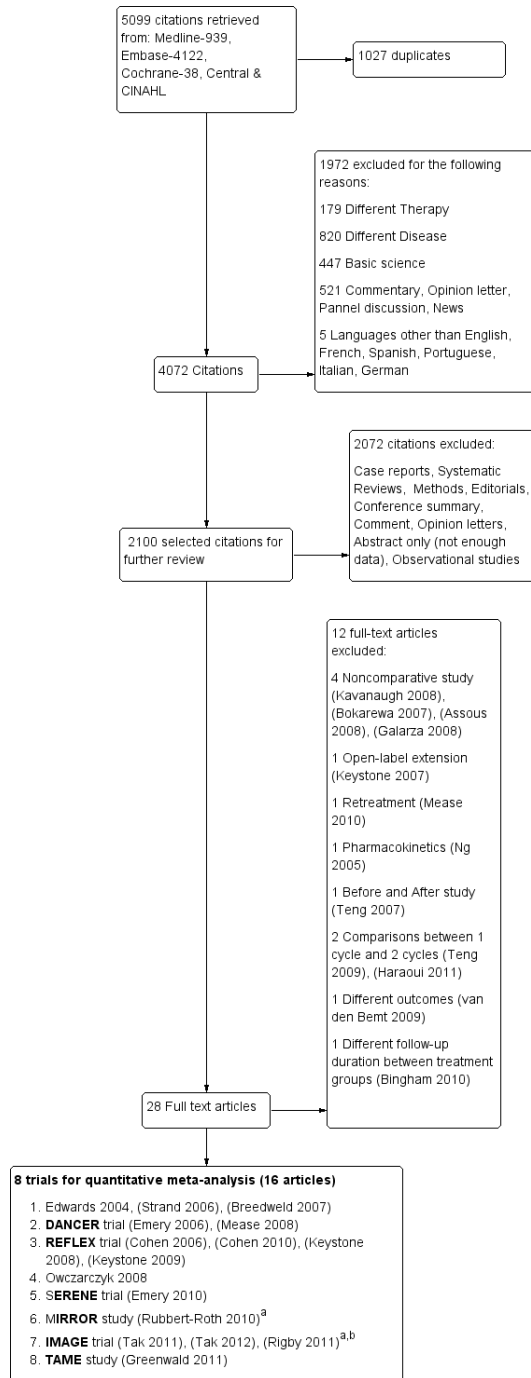 5099 citations retrieved
from: Medline-939,
Embase-4122,
Cochrane-38, Central &
CINAHL
1027 duplicates
1972 excluded for the following
reasons:
179 Different Therapy
820 Different Disease
447 Basic science
521 Commentary, Opinion letter,
Pannel discussion, News
5 Languages other than English,
French, Spanish, Portuguese,
Italian, German
4072 Citations
2072 citations excluded:
Case reports, Systematic
Reviews, Methods, Editorials,
Conference summary,
Comment, Opinion letters,
Abstract only (not enough
data), Observational studies
2100 selected citations for
further review
12 full-text articles
excluded:
4 Noncomparative study
(Kavanaugh 2008),
(Bokarewa 2007), (Assous
2008), (Galarza 2008)
1 Open-label extension
(Keystone 2007)
1 Retreatment (Mease
2010)
1 Pharmacokinetics (Ng
2005)
1 Before and After study
(Teng 2007)
2 Comparisons between 1
cycle and 2 cycles (Teng
2009), (Haraoui 2011)
1 Different outcomes (van
den Bemt 2009)
1 Different follow-up
duration between treatment
groups (Bingham 2010)
28 Full text articles
8 trials for quantitative meta-analysis (16 articles)
1. Edwards 2004, (Strand 2006), (Breedweld 2007)
2. DANCER trial (Emery 2006), (Mease 2008)
3. REFLEX trial (Cohen 2006), (Cohen 2010), (Keystone
2008), (Keystone 2009)
4. Owczarczyk 2008
5. SERENE trial (Emery 2010)
6. MIRROR study (Rubbert-Roth 2010)a
7. IMAGE trial (Tak 2011), (Tak 2012), (Rigby 2011)a,b
8. TAME study (Greenwald 2011)